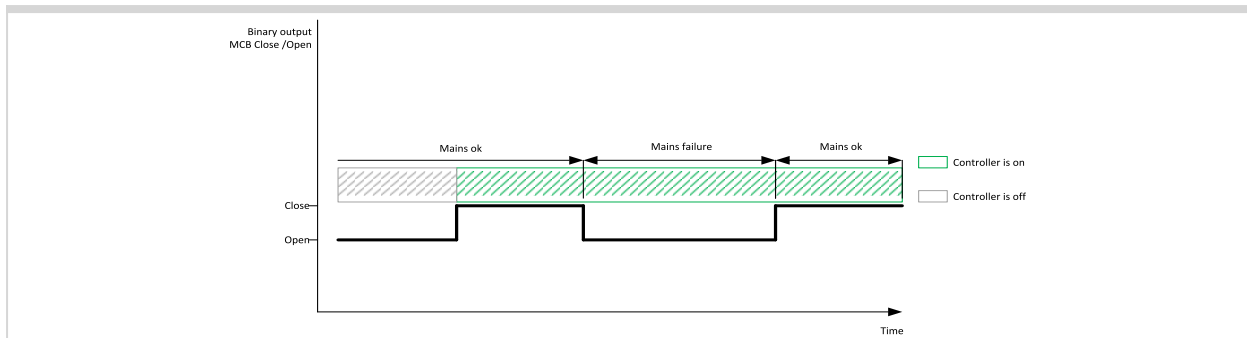 Binary output
MCB Close /Open
Mains ok
Mains failure
Mains ok
Controller is on
Controller is off
Close
Open
Time